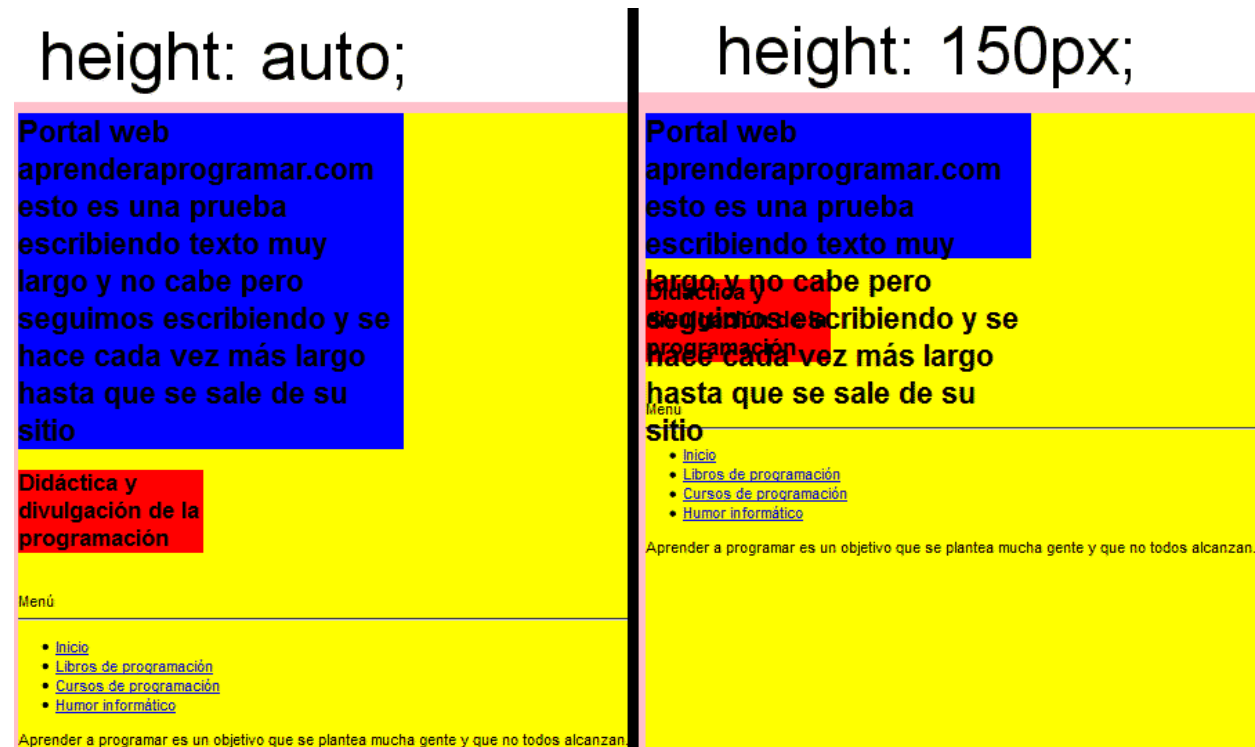 height: auto;
Portal web
aprenderaprogramar.com
esto es una prueba
escribiendo texto muy
largo y no cabe pero
seguimos escribiendo y se
hace cada vez más largo
hasta que se sale de su
sitio
Didáctica y
divulgación de la
programación
Menú
Inicio
Libros de programación
Cursos de programación
Humor informático
Aprender a programar es un objetivo que se plantea mucha gente y que no todos alcanzan.
height: 150px;
Portal web
aprenderaprogramar.com
esto es una prueba
escribiendo texto muy
largo y no cabe pero
seguimos escribiendo y se
hace cada vez más largo
hasta que se sale de su
sitio
Didáctica y
divulgación de la
programación
Menú
Inicio
Libros de programación
Cursos de programación
Humor informático
Aprender a programar es un objetivo que se plantea mucha gente y que no todos alcanzan.